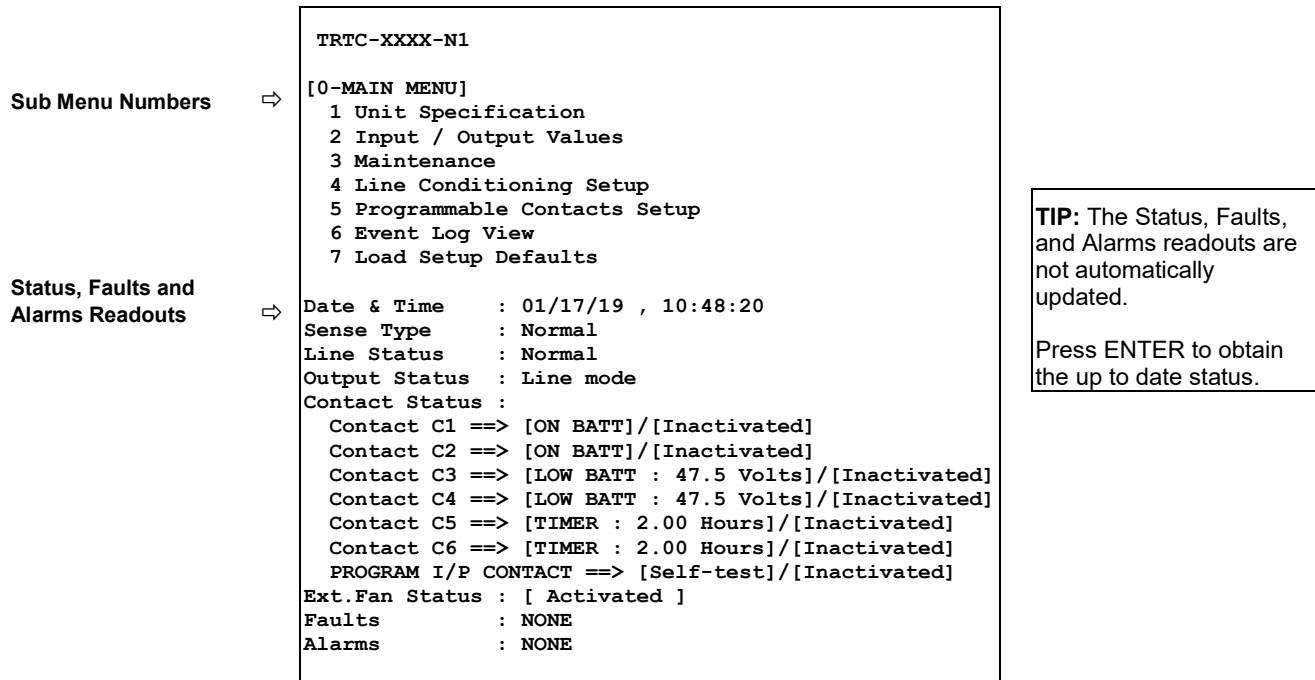 TRTC-XXXX-N1
Sub Menu Numbers ⇨
[0-MAIN MENU]
1 Unit Specification
2 Input / Output Values
3 Maintenance
4 Line Conditioning Setup
5 Programmable Contacts Setup
6 Event Log View
7 Load Setup Defaults
Status, Faults and
Alarms Readouts ⇨
Date & Time : 01/17/19 , 10:48:20
Sense Type : Normal
Line Status : Normal
Output Status : Line mode
Contact Status :
Contact C1 ==> [ON BATT]/[Inactivated]
Contact C2 ==> [ON BATT]/[Inactivated]
Contact C3 ==> [LOW BATT : 47.5 Volts]/[Inactivated]
Contact C4 ==> [LOW BATT : 47.5 Volts]/[Inactivated]
Contact C5 ==> [TIMER : 2.00 Hours]/[Inactivated]
Contact C6 ==> [TIMER : 2.00 Hours]/[Inactivated]
PROGRAM I/P CONTACT ==> [Self-test]/[Inactivated]
Ext.Fan Status : [ Activated ]
Faults : NONE
Alarms : NONE
TIP: The Status, Faults,
and Alarms readouts are
not automatically
updated.
Press ENTER to obtain
the up to date status.